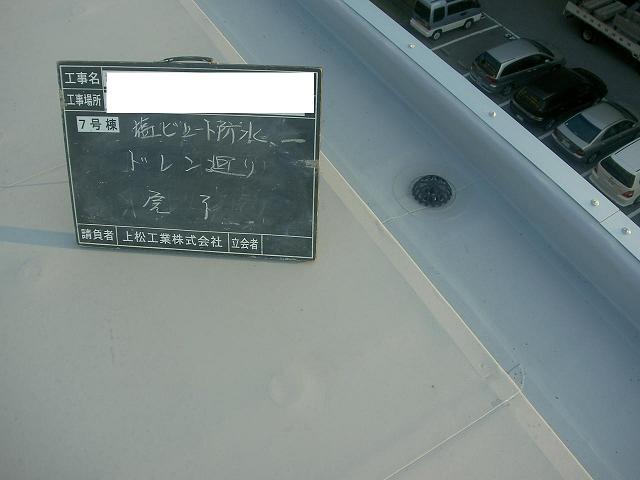 工事名
工事場所
7号棟 塩ビシート防水
ドレン廻り
完了
請負者 上松工業株式会社 立会者